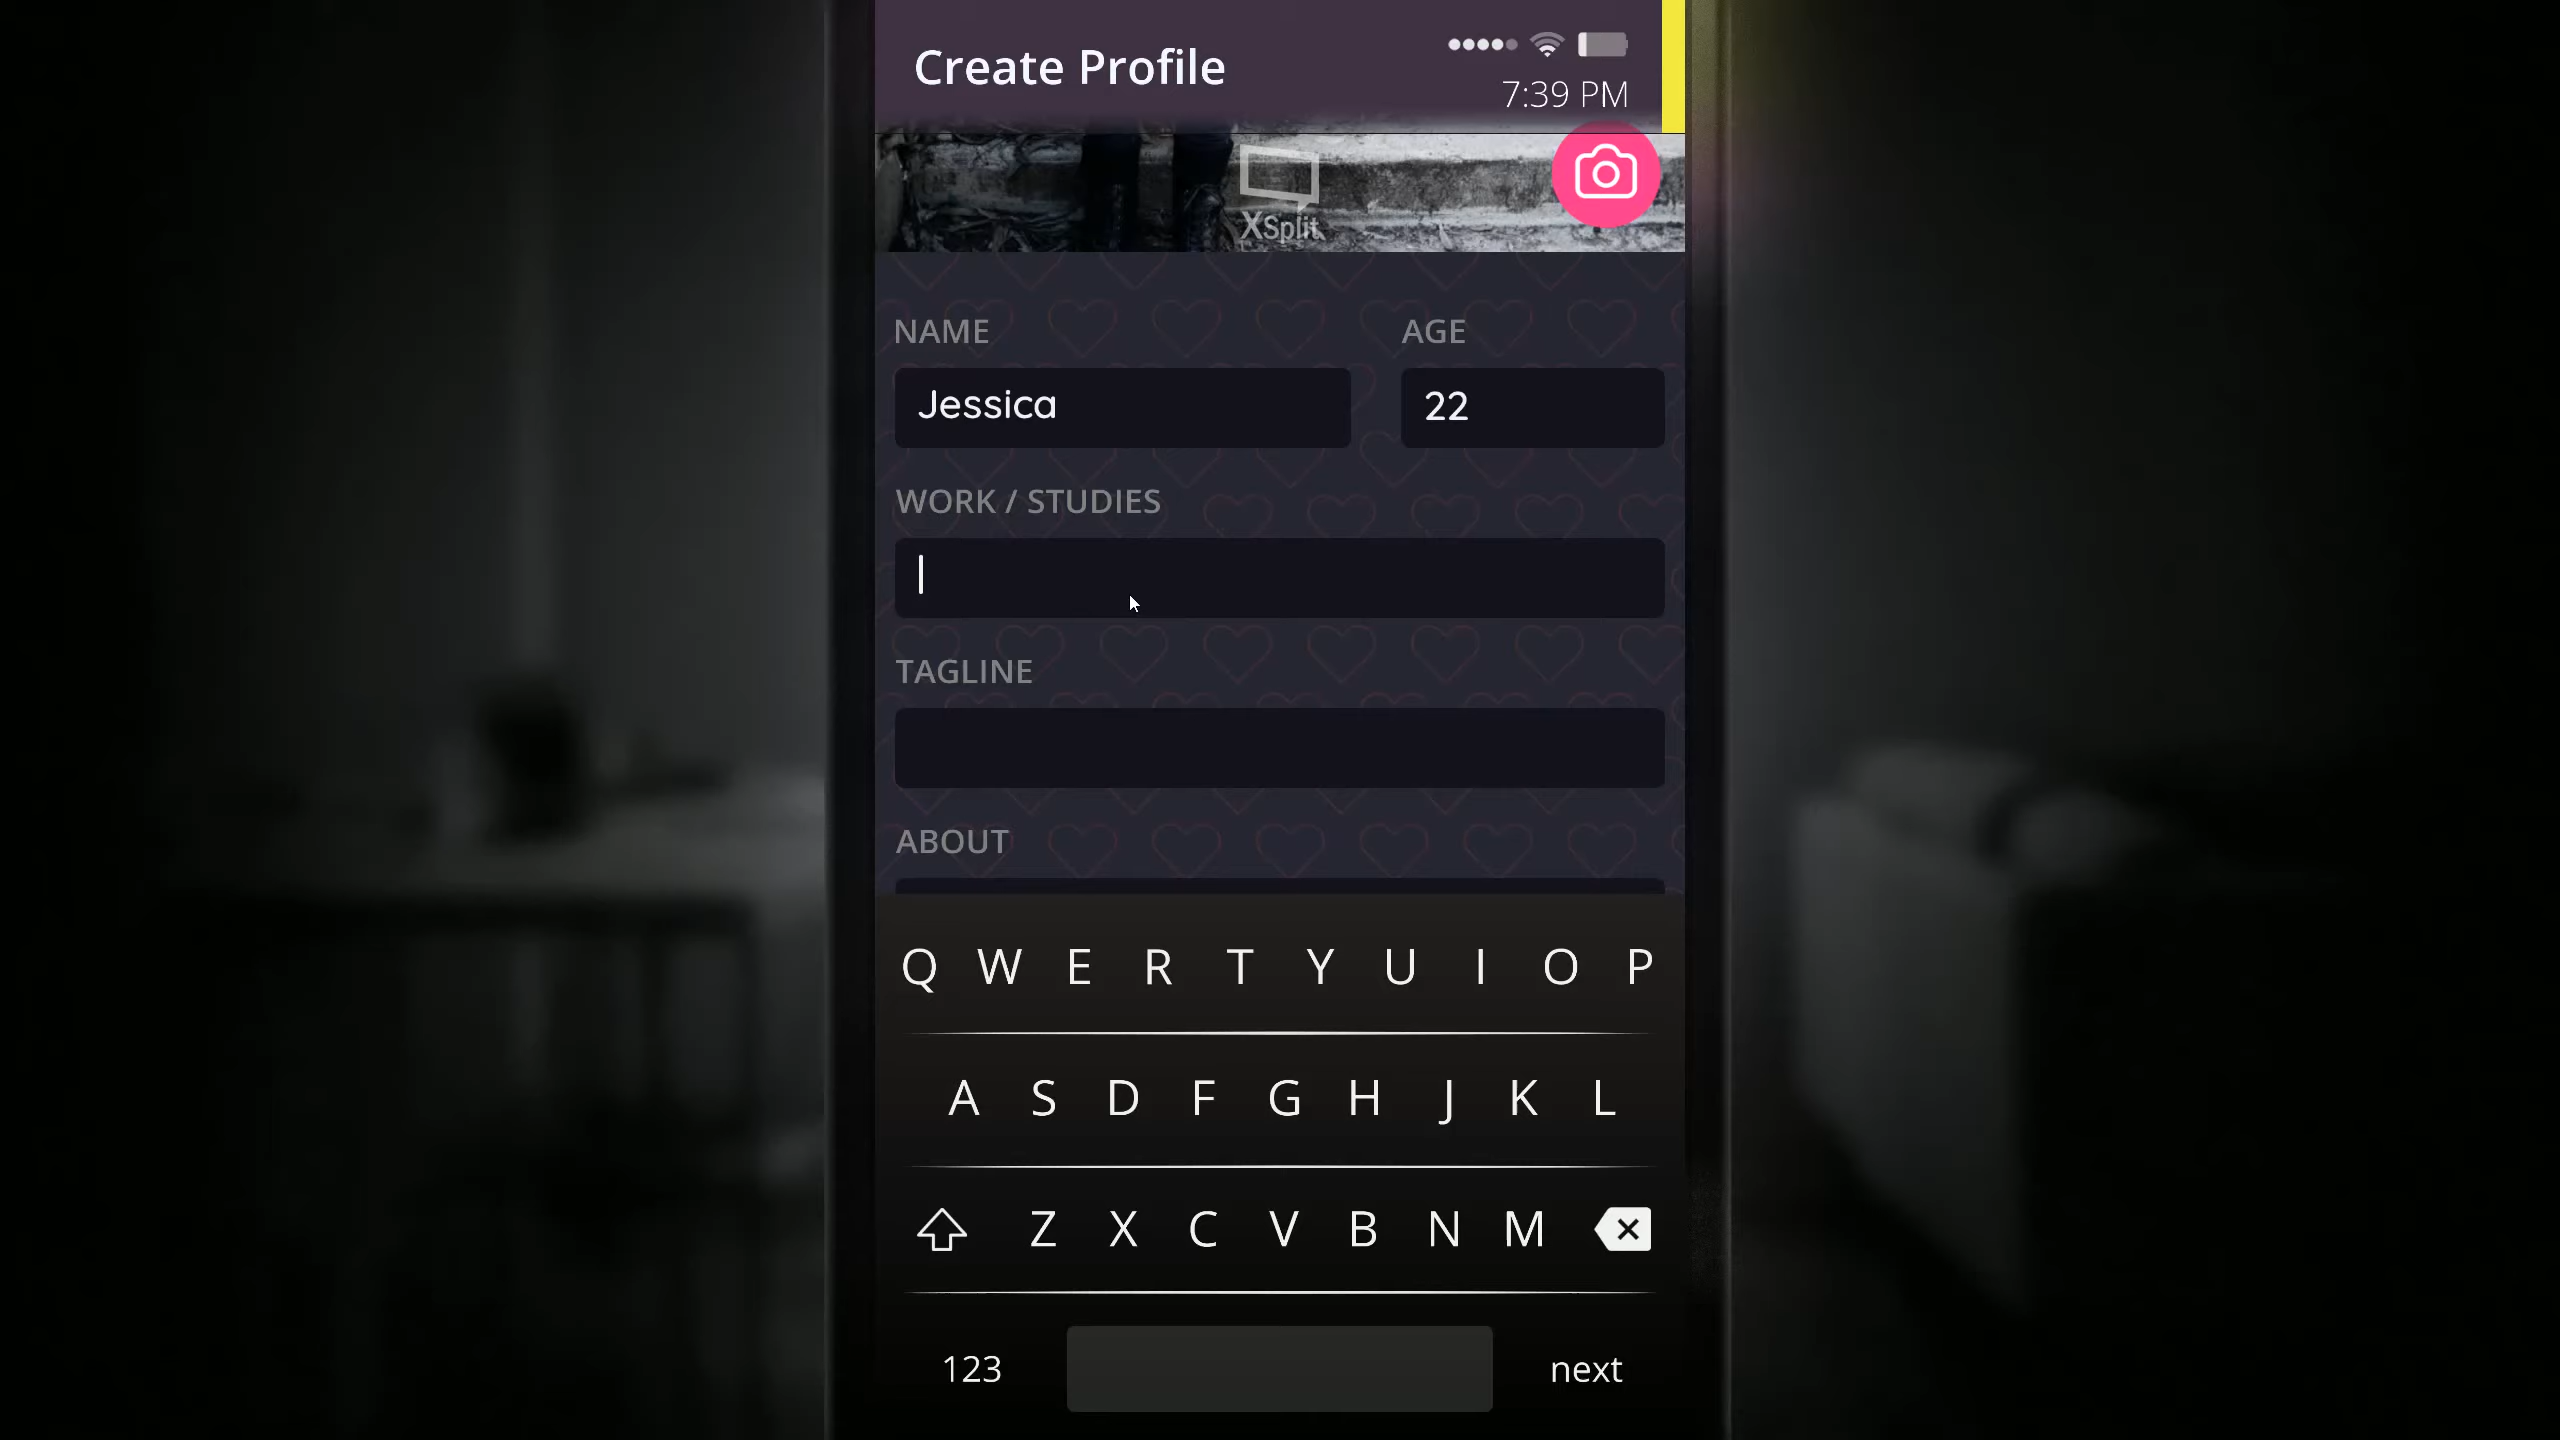 Create Profile
7:39 PM
XSplit
NAME AGE
Jessica 22
WORK / STUDIES
TAGLINE
ABOUT
Q W E R T Y U I O P
A S D F G H J K L
Z X C V B N M
123 next